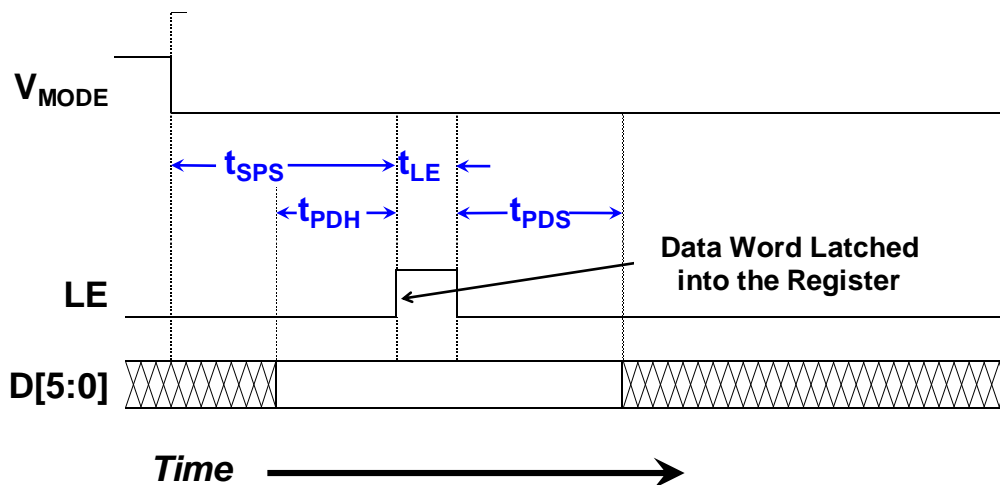 VMODE
tSPS
tLE
tPDH
tPDS
Data Word Latched
into the Register
LE
D[5:0]
Time